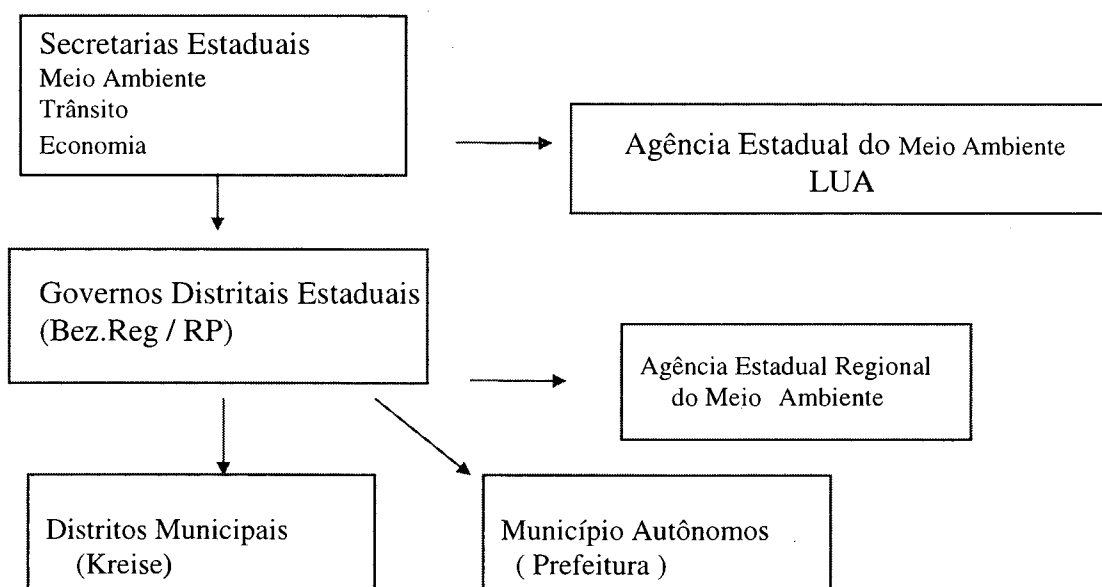 Secretarias Estaduais
Meio Ambiente
Trânsito
Economia
Agência Estadual do Meio Ambiente
LUA
Governos Distritais Estaduais
(Bez.Reg / RP)
Agência Estadual Regional
do Meio Ambiente
Distritos Municipais
(Kreise)
Município Autônomos
( Prefeitura )